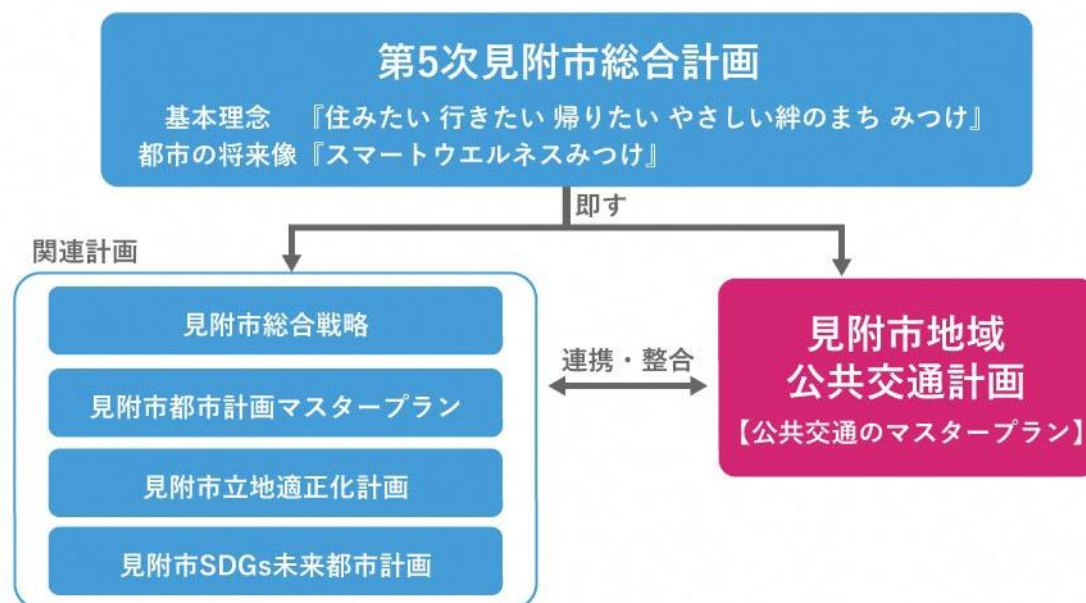 第5次見附市総合計画
基本理念 『住みたい 行きたい 帰りたい やさしい絆のまち みつけ』
都市の将来像『スマートウエルネスみつけ』
即す
関連計画
見附市総合戦略
見附市都市計画マスタープラン
見附市立地適正化計画
見附市SDGs未来都市計画
連携・整合
見附市地域
公共交通計画
【公共交通のマスタープラン】